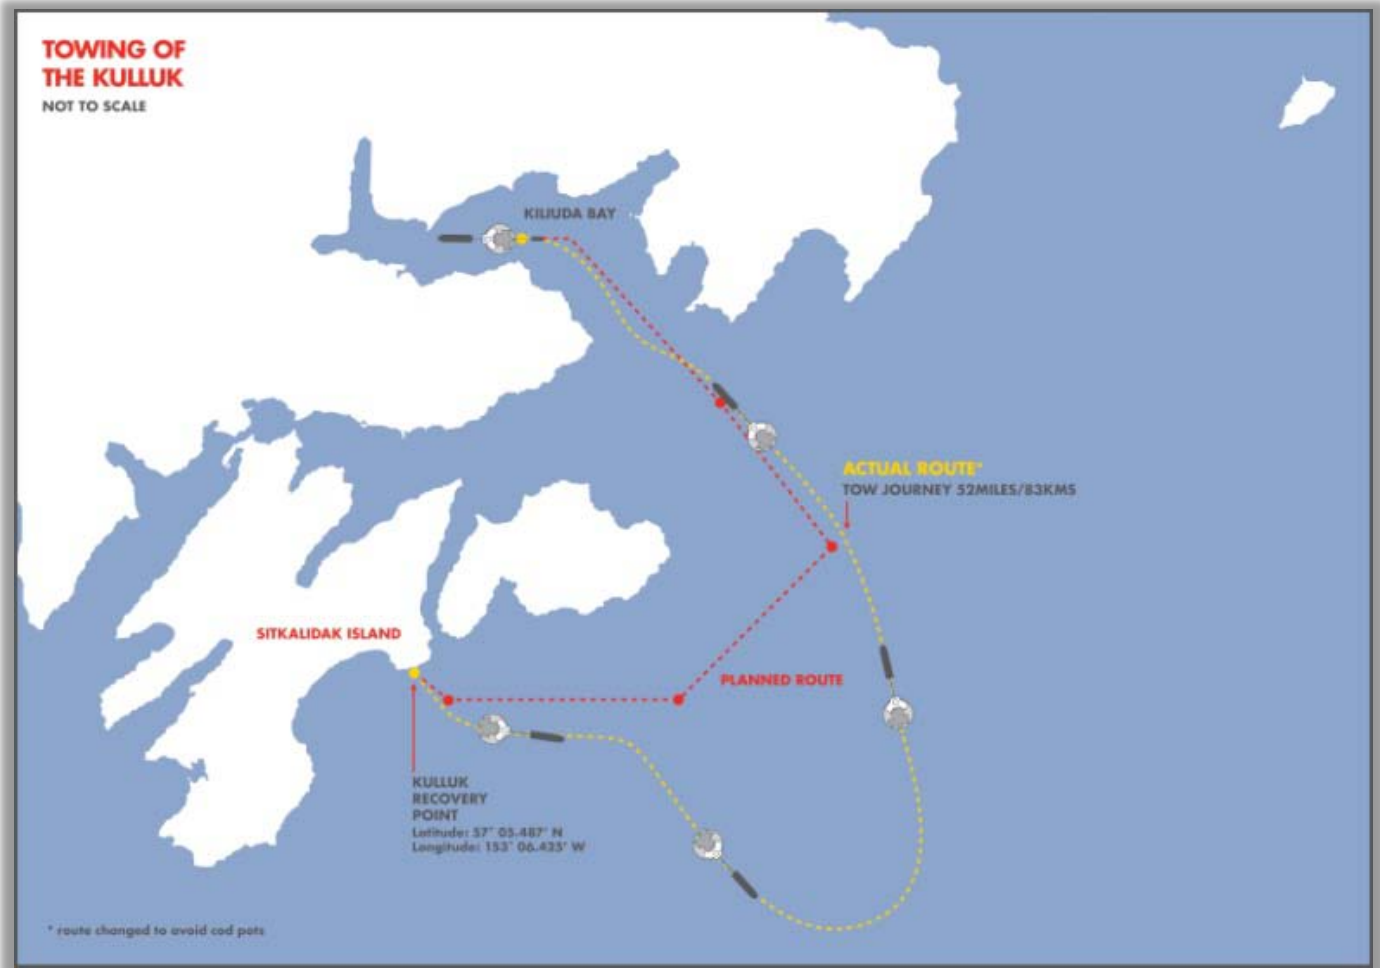 TOWING OF
THE KULLUK
NOT TO SCALE
KILIUDA BAY
ACTUAL ROUTE*
TOW JOURNEY 52MILES/83KMS
SITKALIDAK ISLAND
PLANNED ROUTE
KULLUK
RECOVERY
POINT
Latitude: 57° 05.487' N
Longitude: 153° 06.435' W
* route changed to avoid cod pots